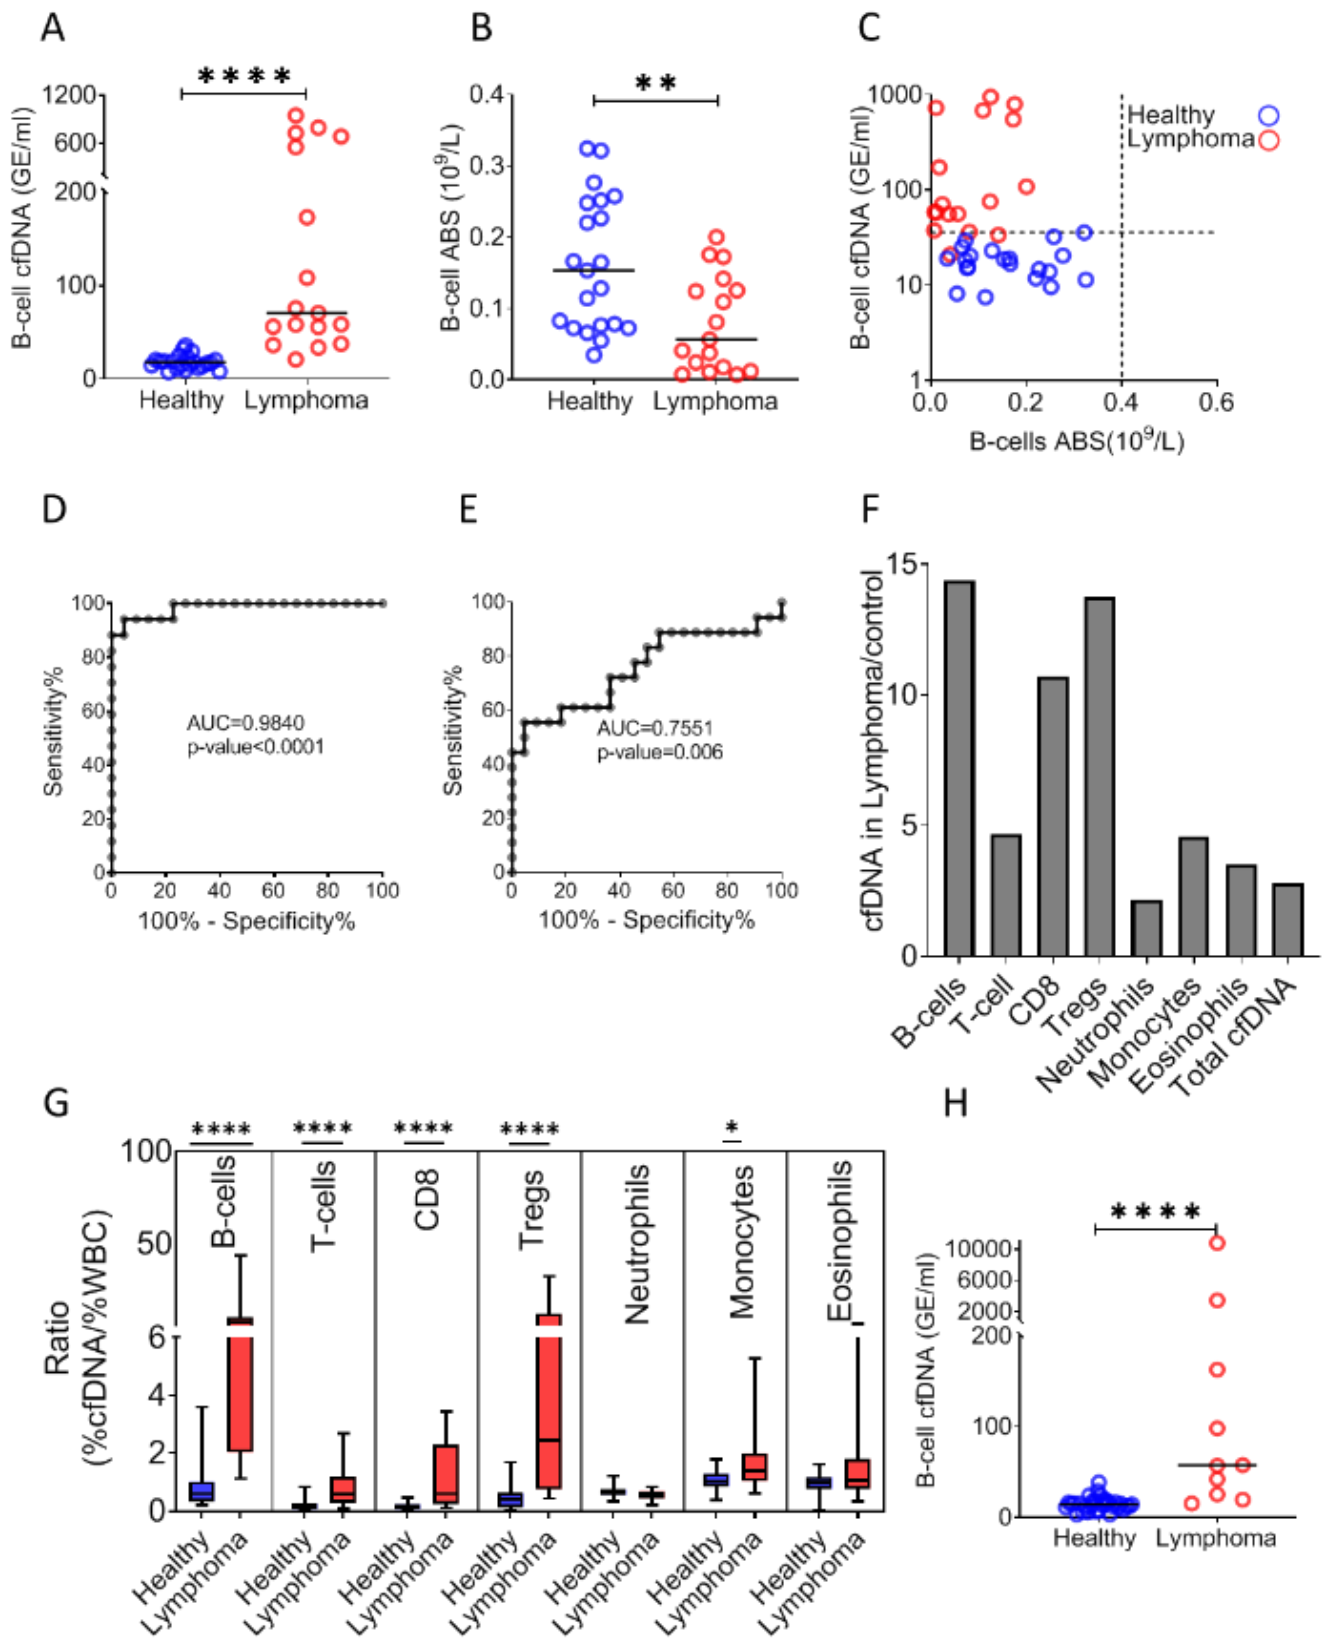 A
****
B-cell cfDNA (GE/ml)
1200
600
200
100
0
Healthy
Lymphoma
B
**
B-cell ABS (10⁹/L)
0.4
0.3
0.2
0.1
0.0
Healthy
Lymphoma
C
B-cell cfDNA (GE/ml)
1000
100
10
1
0.0
0.2
0.4
0.6
B-cells ABS(10⁹/L)
Healthy
Lymphoma
D
Sensitivity%
100
80
60
40
20
0
AUC=0.9840
p-value<0.0001
0
20
40
60
80
100
100% - Specificity%
E
Sensitivity%
100
80
60
40
20
0
AUC=0.7551
p-value=0.006
0
20
40
60
80
100
100% - Specificity%
F
cfDNA in Lymphoma/control
15
10
5
0
B-cells
T-cell
CD8
Tregs
Neutrophils
Monocytes
Eosinophils
Total cfDNA
G
Ratio
(%cfDNA/%WBC)
100
50
6
4
2
0
****
B-cells
****
T-cells
****
CD8
****
Tregs
Neutrophils
*
Monocytes
Eosinophils
Healthy
Lymphoma
Healthy
Lymphoma
Healthy
Lymphoma
Healthy
Lymphoma
Healthy
Lymphoma
Healthy
Lymphoma
Healthy
Lymphoma
H
****
B-cell cfDNA (GE/ml)
10000
6000
2000
200
100
0
Healthy
Lymphoma